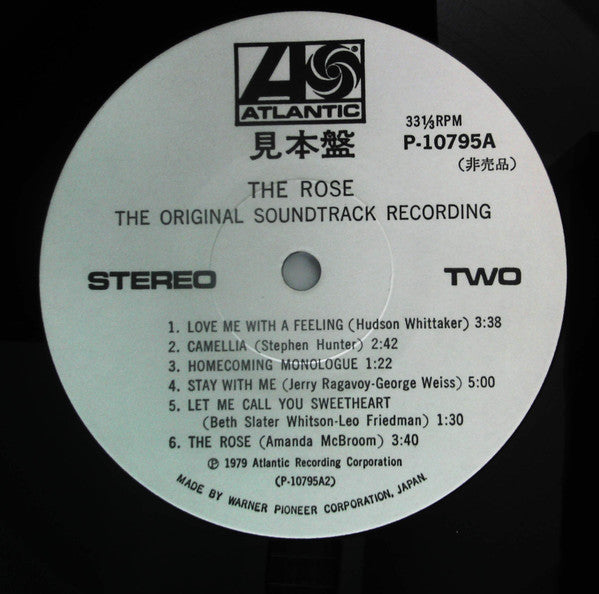 ATLANTIC
見本盤
33⅓RPM
P-10795A
(非売品)
THE ROSE
THE ORIGINAL SOUNDTRACK RECORDING
STEREO
TWO
1. LOVE ME WITH A FEELING (Hudson Whittaker) 3:38
2. CAMELLIA (Stephen Hunter) 2:42
3. HOMECOMING MONOLOGUE 1:22
4. STAY WITH ME (Jerry Ragavoy-George Weiss) 5:00
5. LET ME CALL YOU SWEETHEART
(Beth Slater Whitson-Leo Friedman) 1:30
6. THE ROSE (Amanda McBroom) 3:40
℗ 1979 Atlantic Recording Corporation
(P-10795A2)
MADE BY WARNER PIONEER CORPORATION, JAPAN.